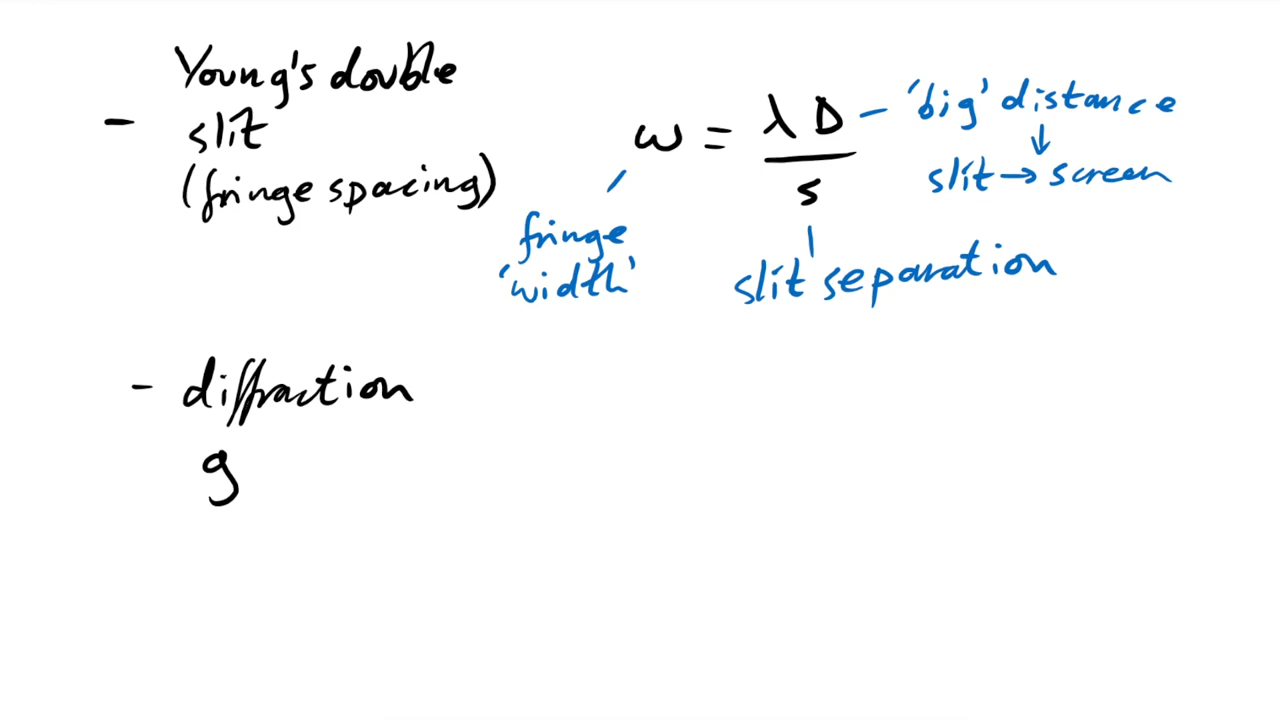 - Young's double
slit
(fringe spacing)
w = λD/s
- 'big' distance
↓
slit → screen
fringe
'width'
slit separation
- diffraction
g